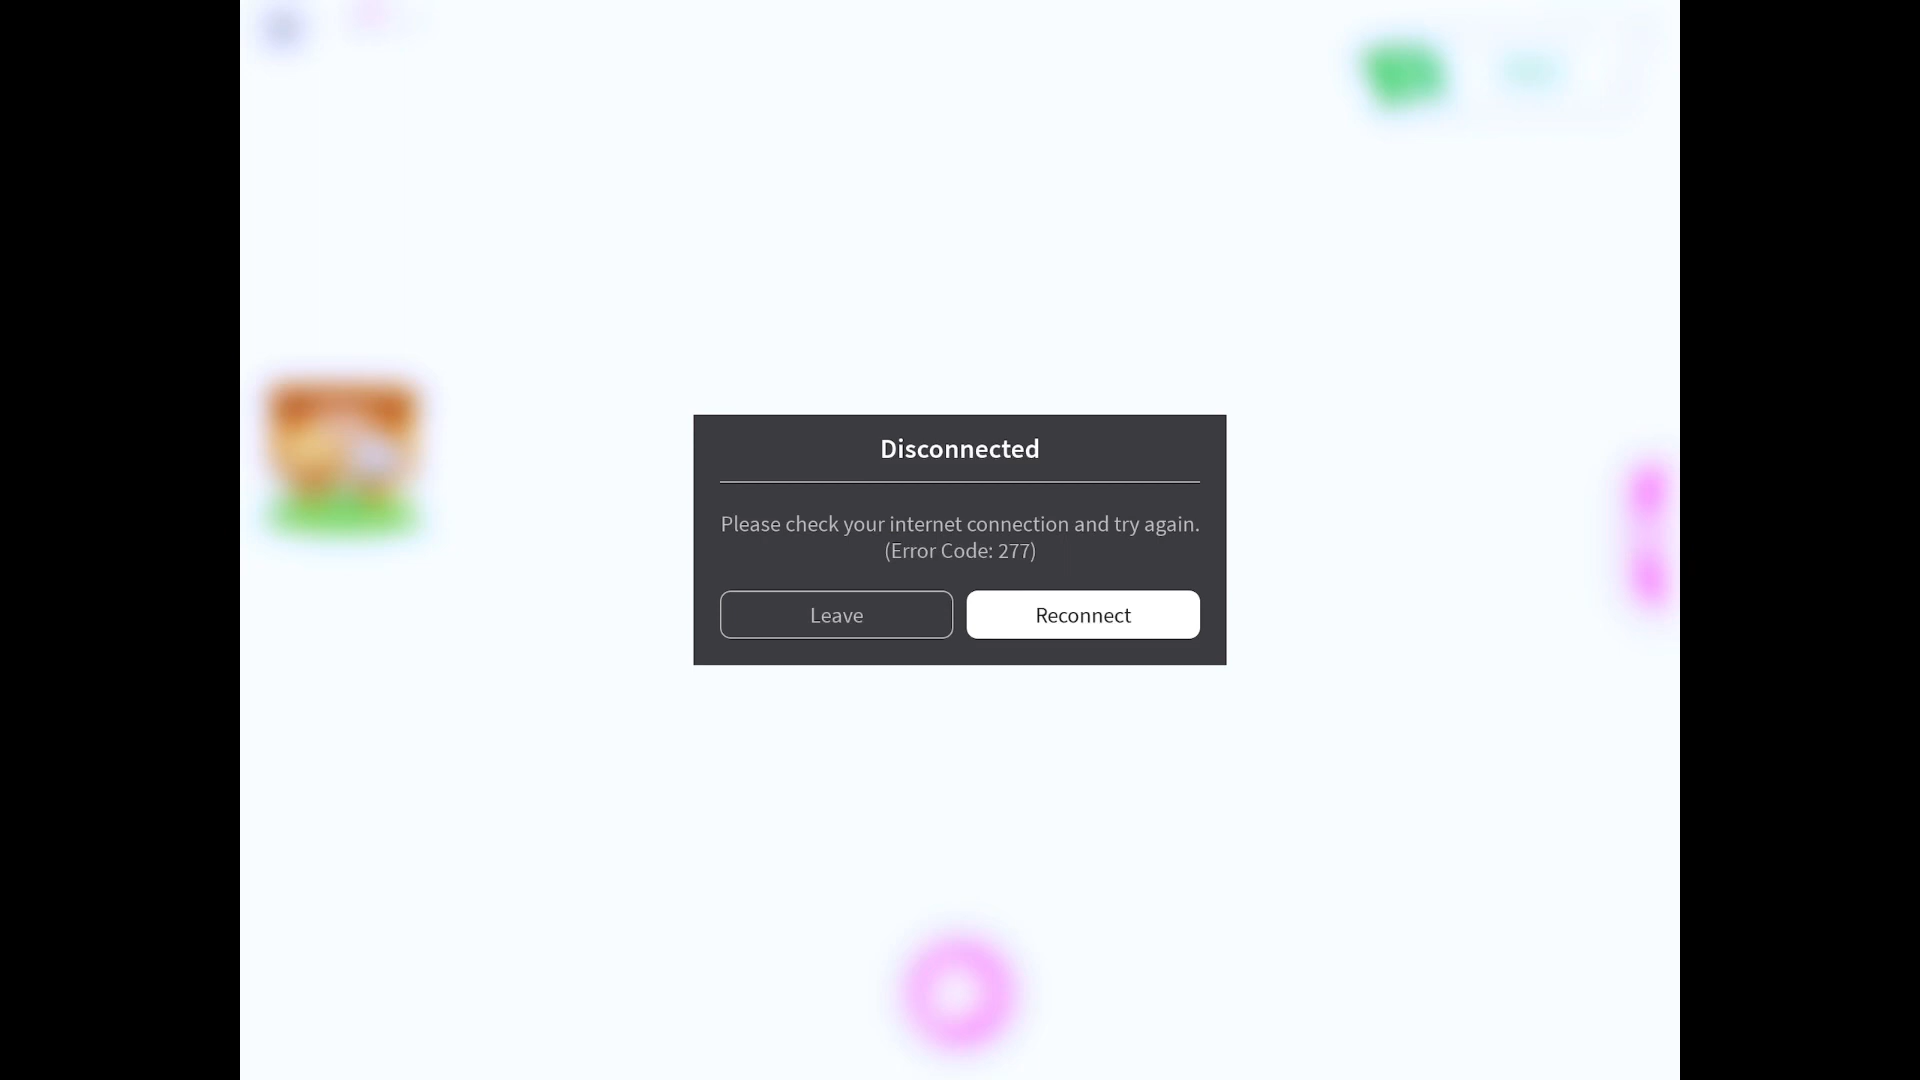 Disconnected
Please check your internet connection and try again.
(Error Code: 277)
Leave
Reconnect